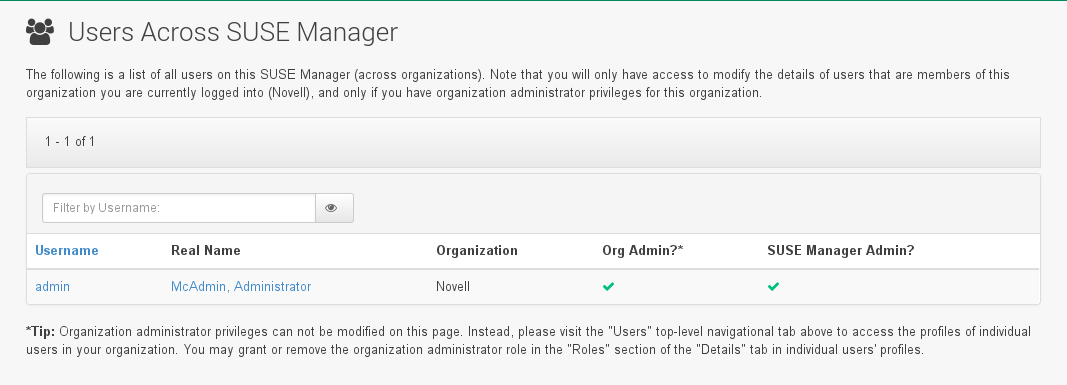 Users Across SUSE Manager
The following is a list of all users on this SUSE Manager (across organizations). Note that you will only have access to modify the details of users that are members of this
organization you are currently logged into (Novell), and only if you have organization administrator privileges for this organization.
1 - 1 of 1
Filter by Username:
Username Real Name Organization Org Admin?* SUSE Manager Admin?
admin McAdmin, Administrator Novell
*Tip: Organization administrator privileges can not be modified on this page. Instead, please visit the "Users" top-level navigational tab above to access the profiles of individual
users in your organization. You may grant or remove the organization administrator role in the "Roles" section of the "Details" tab in individual users' profiles.